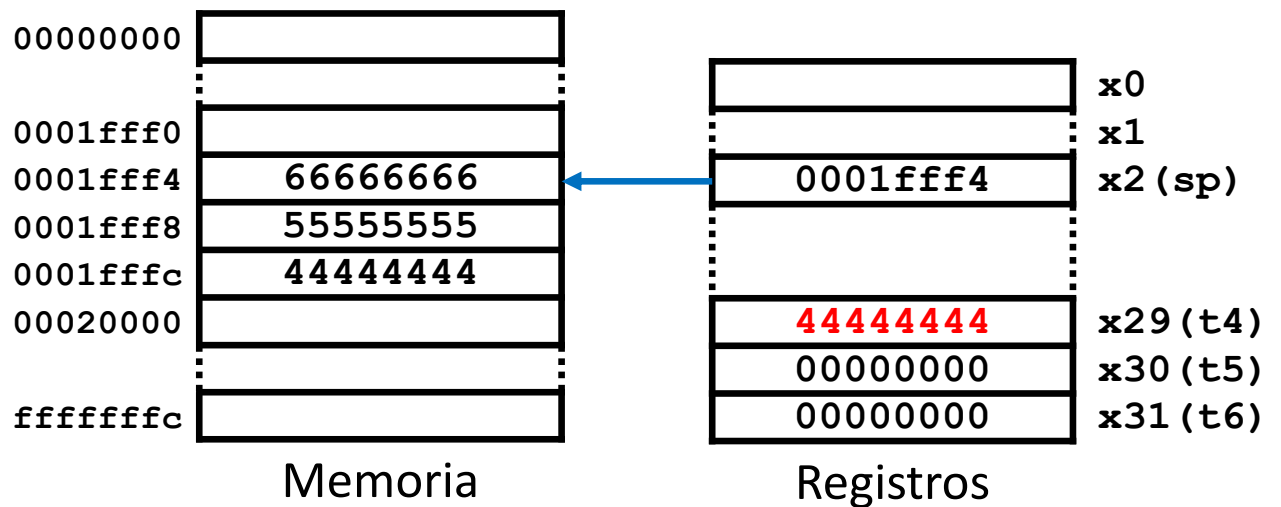 00000000
x0
0001fff0
x1
0001fff4 66666666 0001fff4 x2(sp)
0001fff8 55555555
0001fffc 44444444
00020000 44444444 x29(t4)
00000000 x30(t5)
fffffffc 00000000 x31(t6)
Memoria Registros